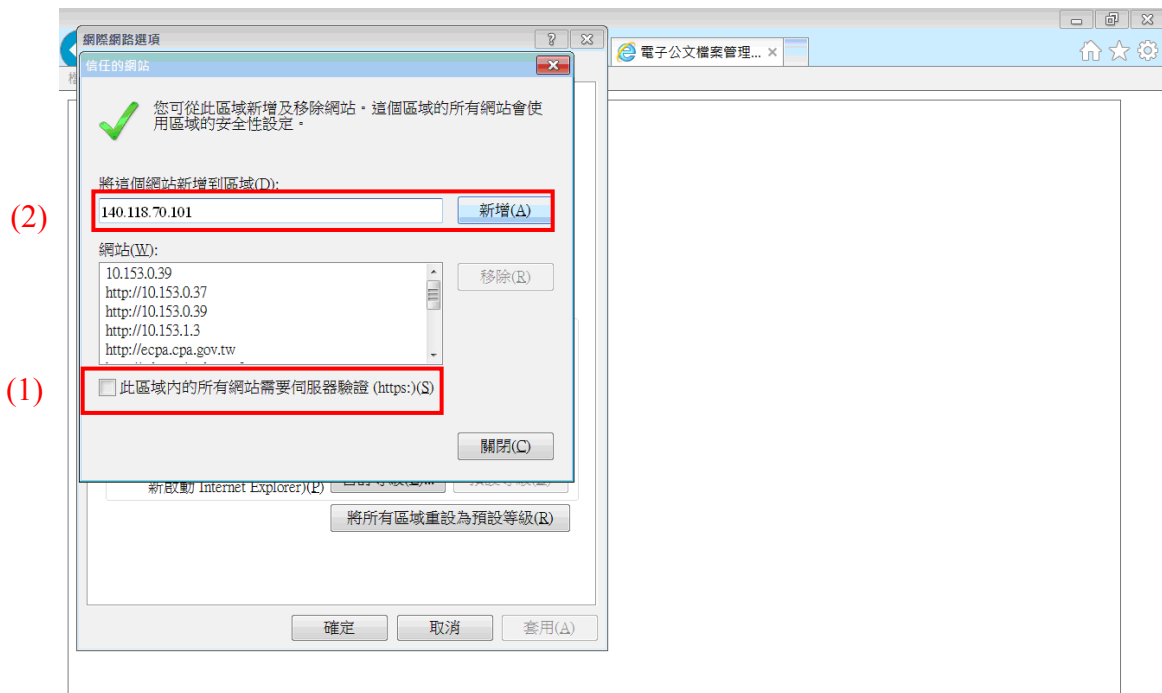 網際網路選項
電子公文檔案管理...
信任的網站
您可從此區域新增及移除網站。這個區域的所有網站會使
用區域的安全性設定。
將這個網站新增到區域(D):
(2)
140.118.70.101
新增(A)
網站(W):
10.153.0.39
移除(R)
http://10.153.0.37
http://10.153.0.39
http://10.153.1.3
http://ecpa.cpa.gov.tw
(1)
此區域內的所有網站需要伺服器驗證 (https:)(S)
關閉(C)
新啟動 Internet Explorer)(P)
將所有區域重設為預設等級(R)
確定
取消
套用(A)